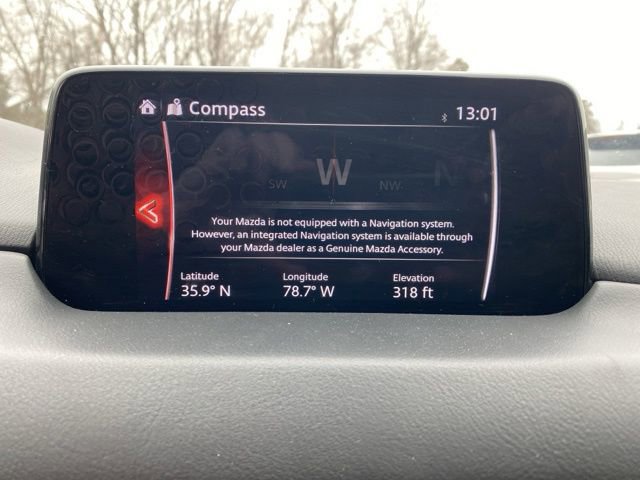 Compass
13:01
SW W NW N
Your Mazda is not equipped with a Navigation system.
However, an integrated Navigation system is available through
your Mazda dealer as a Genuine Mazda Accessory.
Latitude Longitude Elevation
35.9° N 78.7° W 318 ft